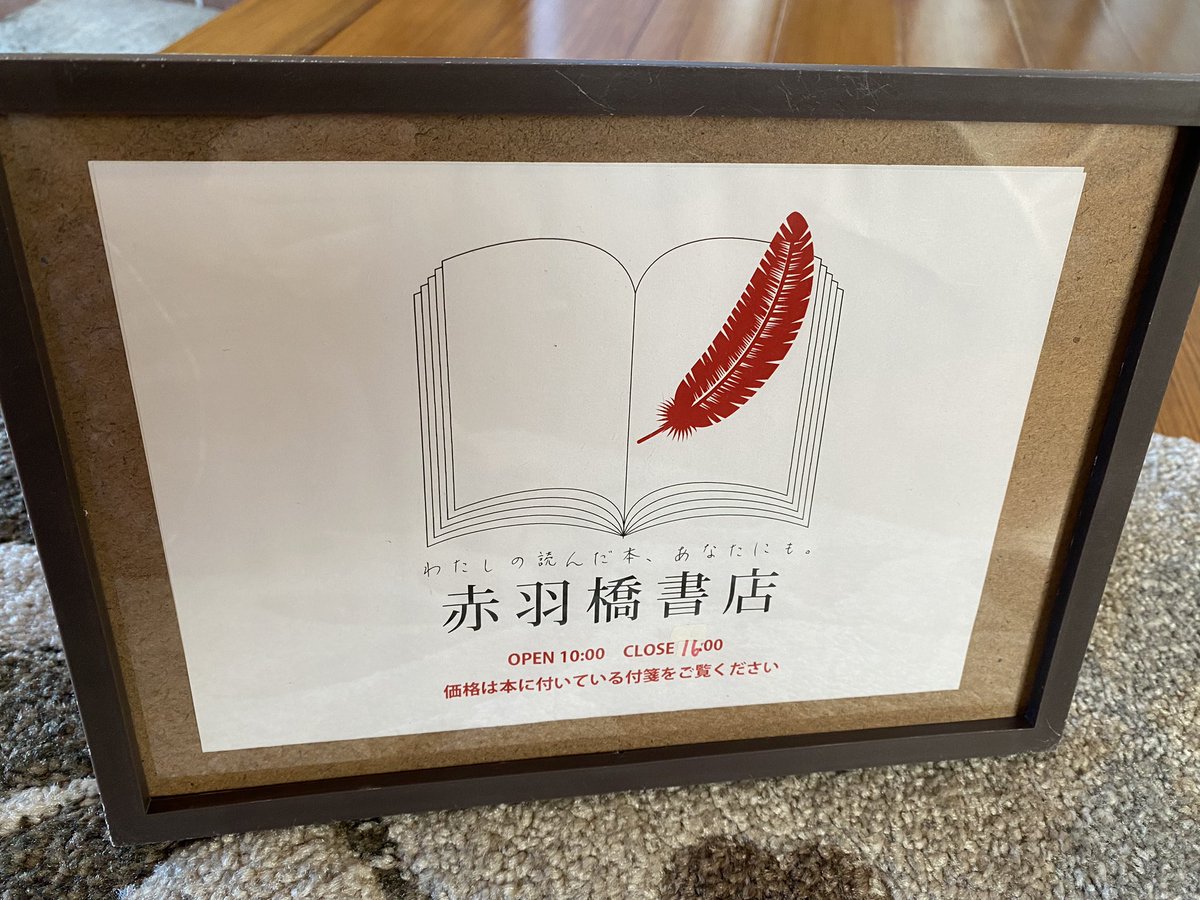 わたしの読んだ本、あなたにも。
赤羽橋書店
OPEN 10:00 CLOSE 16:00
価格は本に付いている付箋をご覧ください